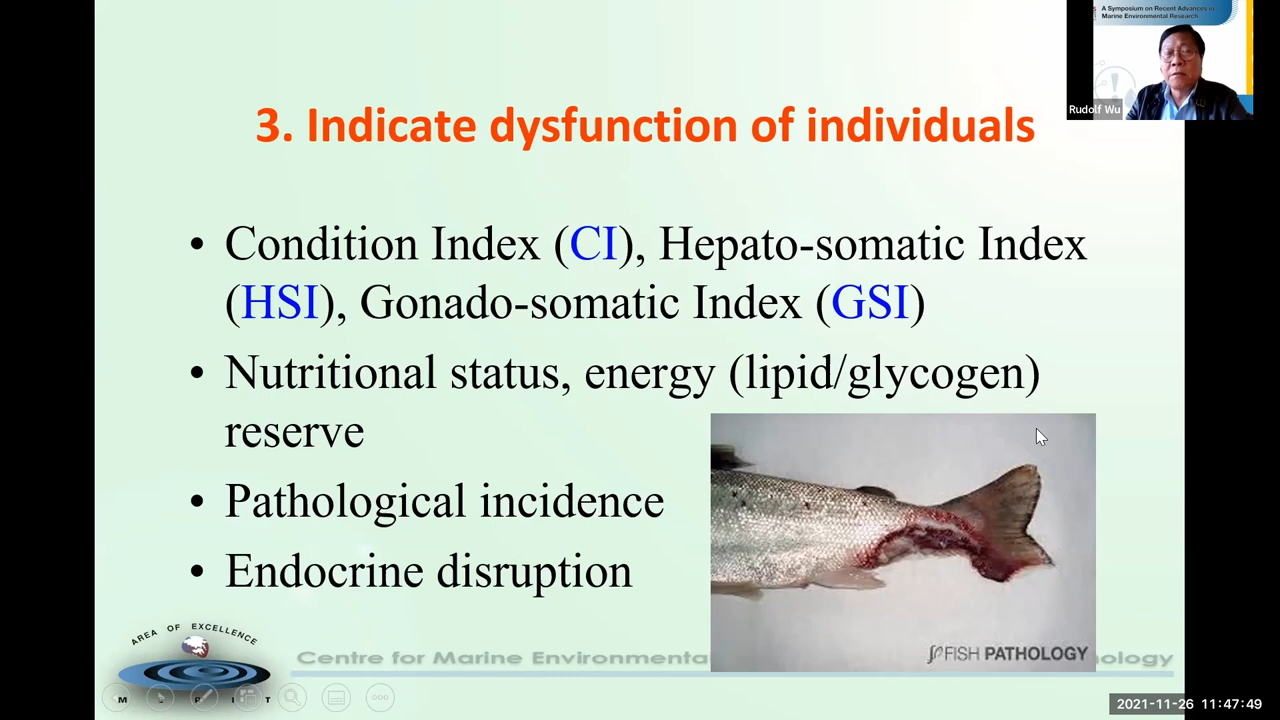 A Symposium on Recent Advances in
Marine Environmental Research
Rudolf Wu
3. Indicate dysfunction of individuals
• Condition Index (CI), Hepato-somatic Index
(HSI), Gonado-somatic Index (GSI)
• Nutritional status, energy (lipid/glycogen)
reserve
• Pathological incidence
• Endocrine disruption
FISH PATHOLOGY
AREA OF EXCELLENCE
Centre for Marine Environmenta
nology
2021-11-26 11:47:49